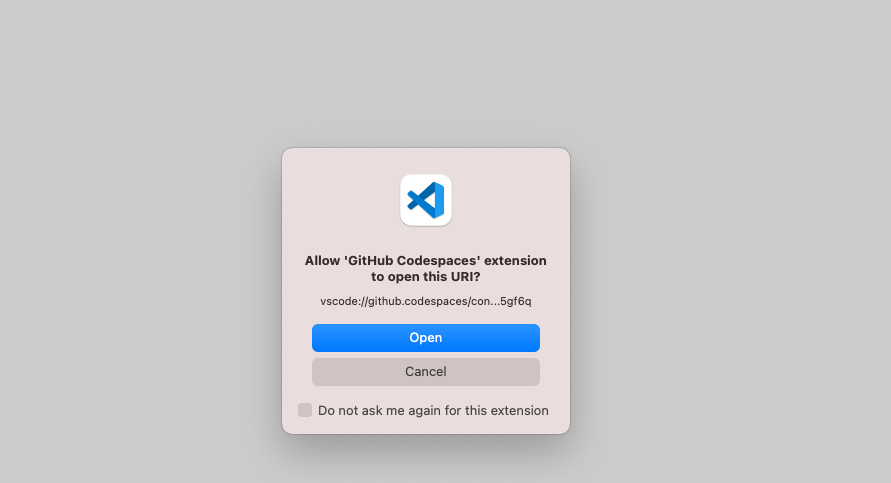 Allow 'GitHub Codespaces' extension
to open this URI?
vscode://github.codespaces/con...5gf6q
Open
Cancel
Do not ask me again for this extension